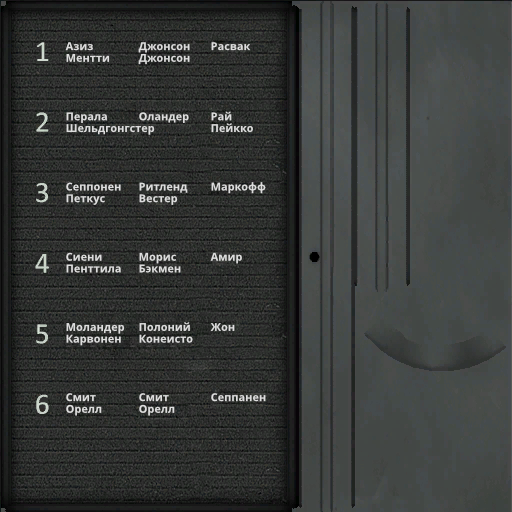 1 Азиз Джонсон Расвак
Ментти Джонсон
2 Перала Оландер Рай
Шельдгонгстер Пейкко
3 Сеппонен Ритленд Маркофф
Петкус Вестер
4 Сиени Морис Амир
Пенттила Бэкмен
5 Моландер Полоний Жон
Карвонен Конеисто
6 Смит Смит Сеппанен
Орелл Орелл